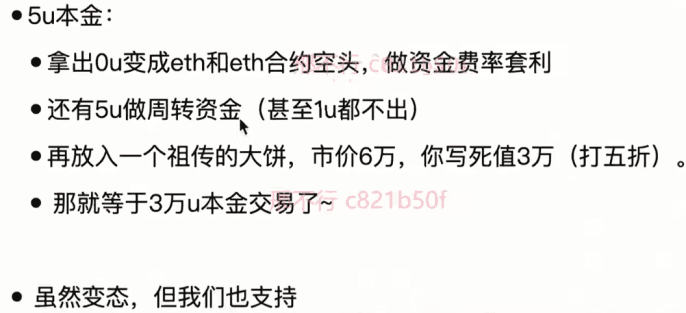 • 5u本金：
• 拿出0u变成eth和eth合约空头，做资金费率套利
• 还有5u做周转资金（甚至1u都不出）
• 再放入一个祖传的大饼，市价6万，你写死值3万（打五折）。
• 那就等于3万u本金交易了~
行 c821b50f
• 虽然变态，但我们也支持